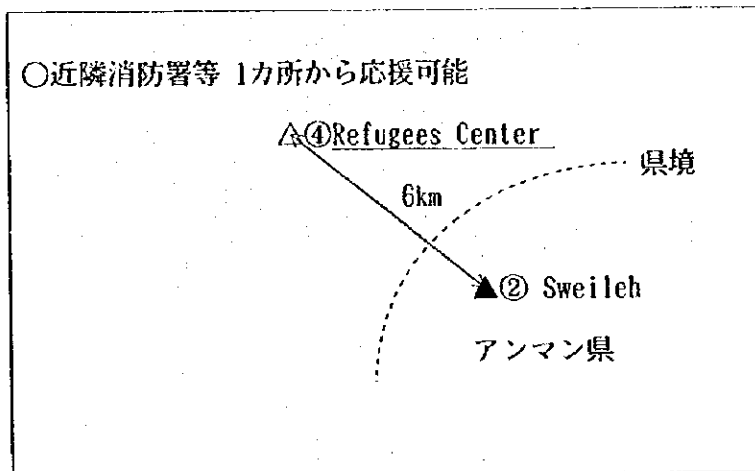 ○近隣消防署等 1カ所から応援可能
△④Refugees Center
県境
6km
▲② Sweileh
アンマン県